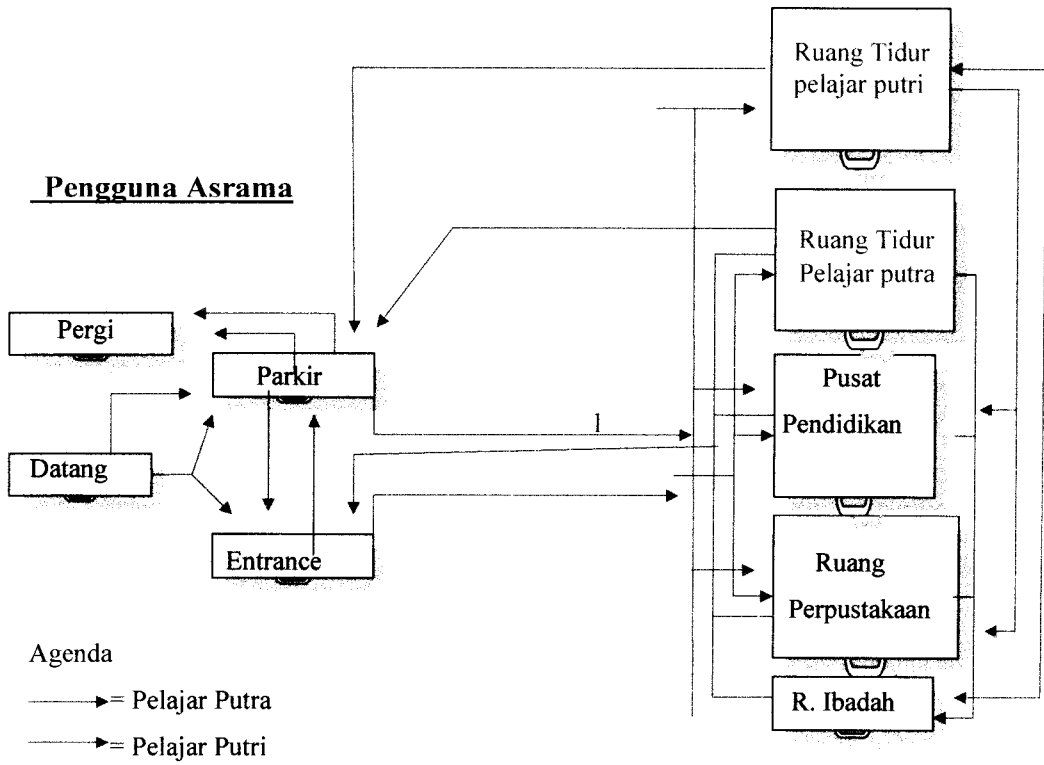 Ruang Tidur
pelajar putri
Pengguna Asrama
Ruang Tidur
Pelajar putra
Pergi
Parkir
Pusat
Pendidikan
1
Datang
Entrance
Ruang
Perpustakaan
Agenda
R. Ibadah
= Pelajar Putra
= Pelajar Putri